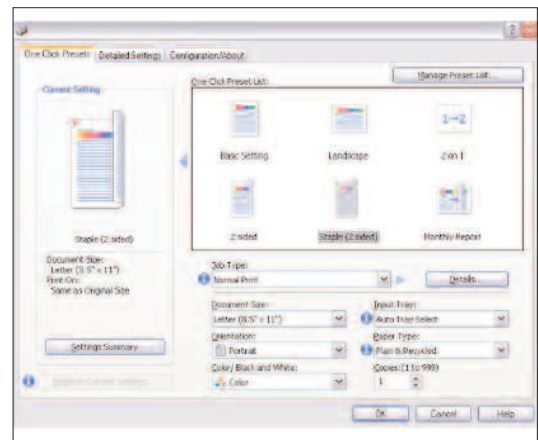 One Click Presets Detailed Settings Configuration/About
Current Setting
One Click Preset List:
Manage Preset List...
Basic Setting
Landscape
2 on 1
2 sided
Staple (2 sided)
Monthly Report
Staple (2 sided)
Document Size:
Letter (8.5" x 11")
Print On:
Same as Original Size
Settings Summary
Register Current Settings...
Job Type:
Normal Print
Details...
Document Size:
Letter (8.5" x 11")
Input Tray:
Auto Tray Select
Orientation:
Portrait
Paper Type:
Plain & Recycled
Color/ Black and White:
Color
Copies:(1 to 999)
1
OK
Cancel
Help